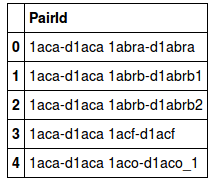 PairId
0 1aca-d1aca 1abra-d1abra
1 1aca-d1aca 1abrb-d1abrb1
2 1aca-d1aca 1abrb-d1abrb2
3 1aca-d1aca 1acf-d1acf
4 1aca-d1aca 1aco-d1aco_1